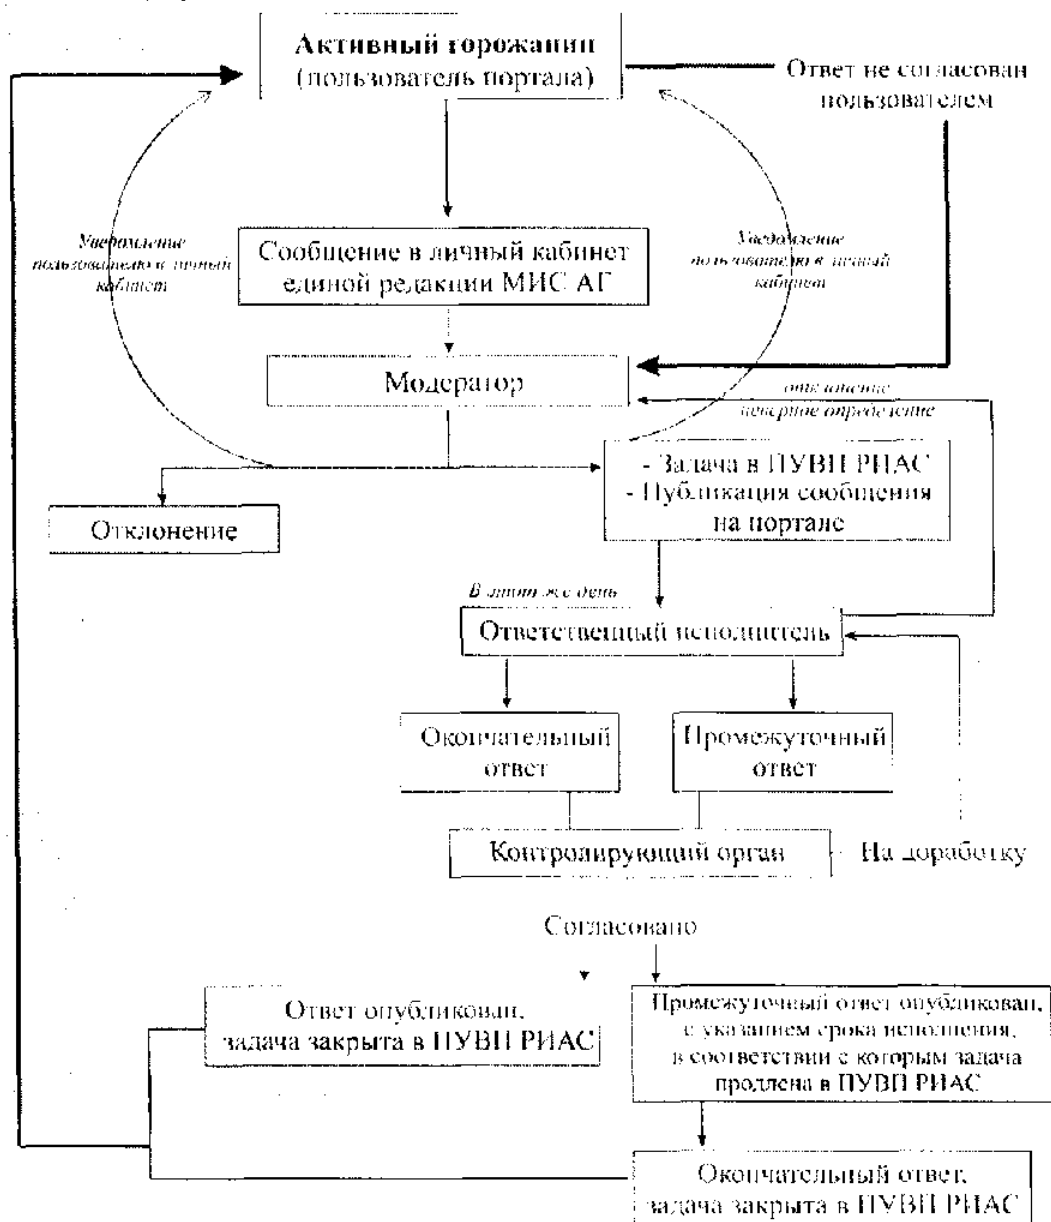 Активный горожанин
(пользователь портала)
Ответ не согласован
пользователем
Уведомление
пользователю в личный
кабинет
Сообщение в личный кабинет
единой редакции МИС АГ
Уведомление
пользователю в личный
кабинет
Модератор
отклонение
неверное определение
- Задача в ПУВП РИАС
- Публикация сообщения
на портале
Отклонение
В этот же день
Ответственный исполнитель
Окончательный
ответ
Промежуточный
ответ
Контролирующий орган
На доработку
Согласовано
Ответ опубликован,
задача закрыта в ПУВП РИАС
Промежуточный ответ опубликован,
с указанием срока исполнения,
в соответствии с которым задача
продлена в ПУВП РИАС
Окончательный ответ,
задача закрыта в ПУВП РИАС